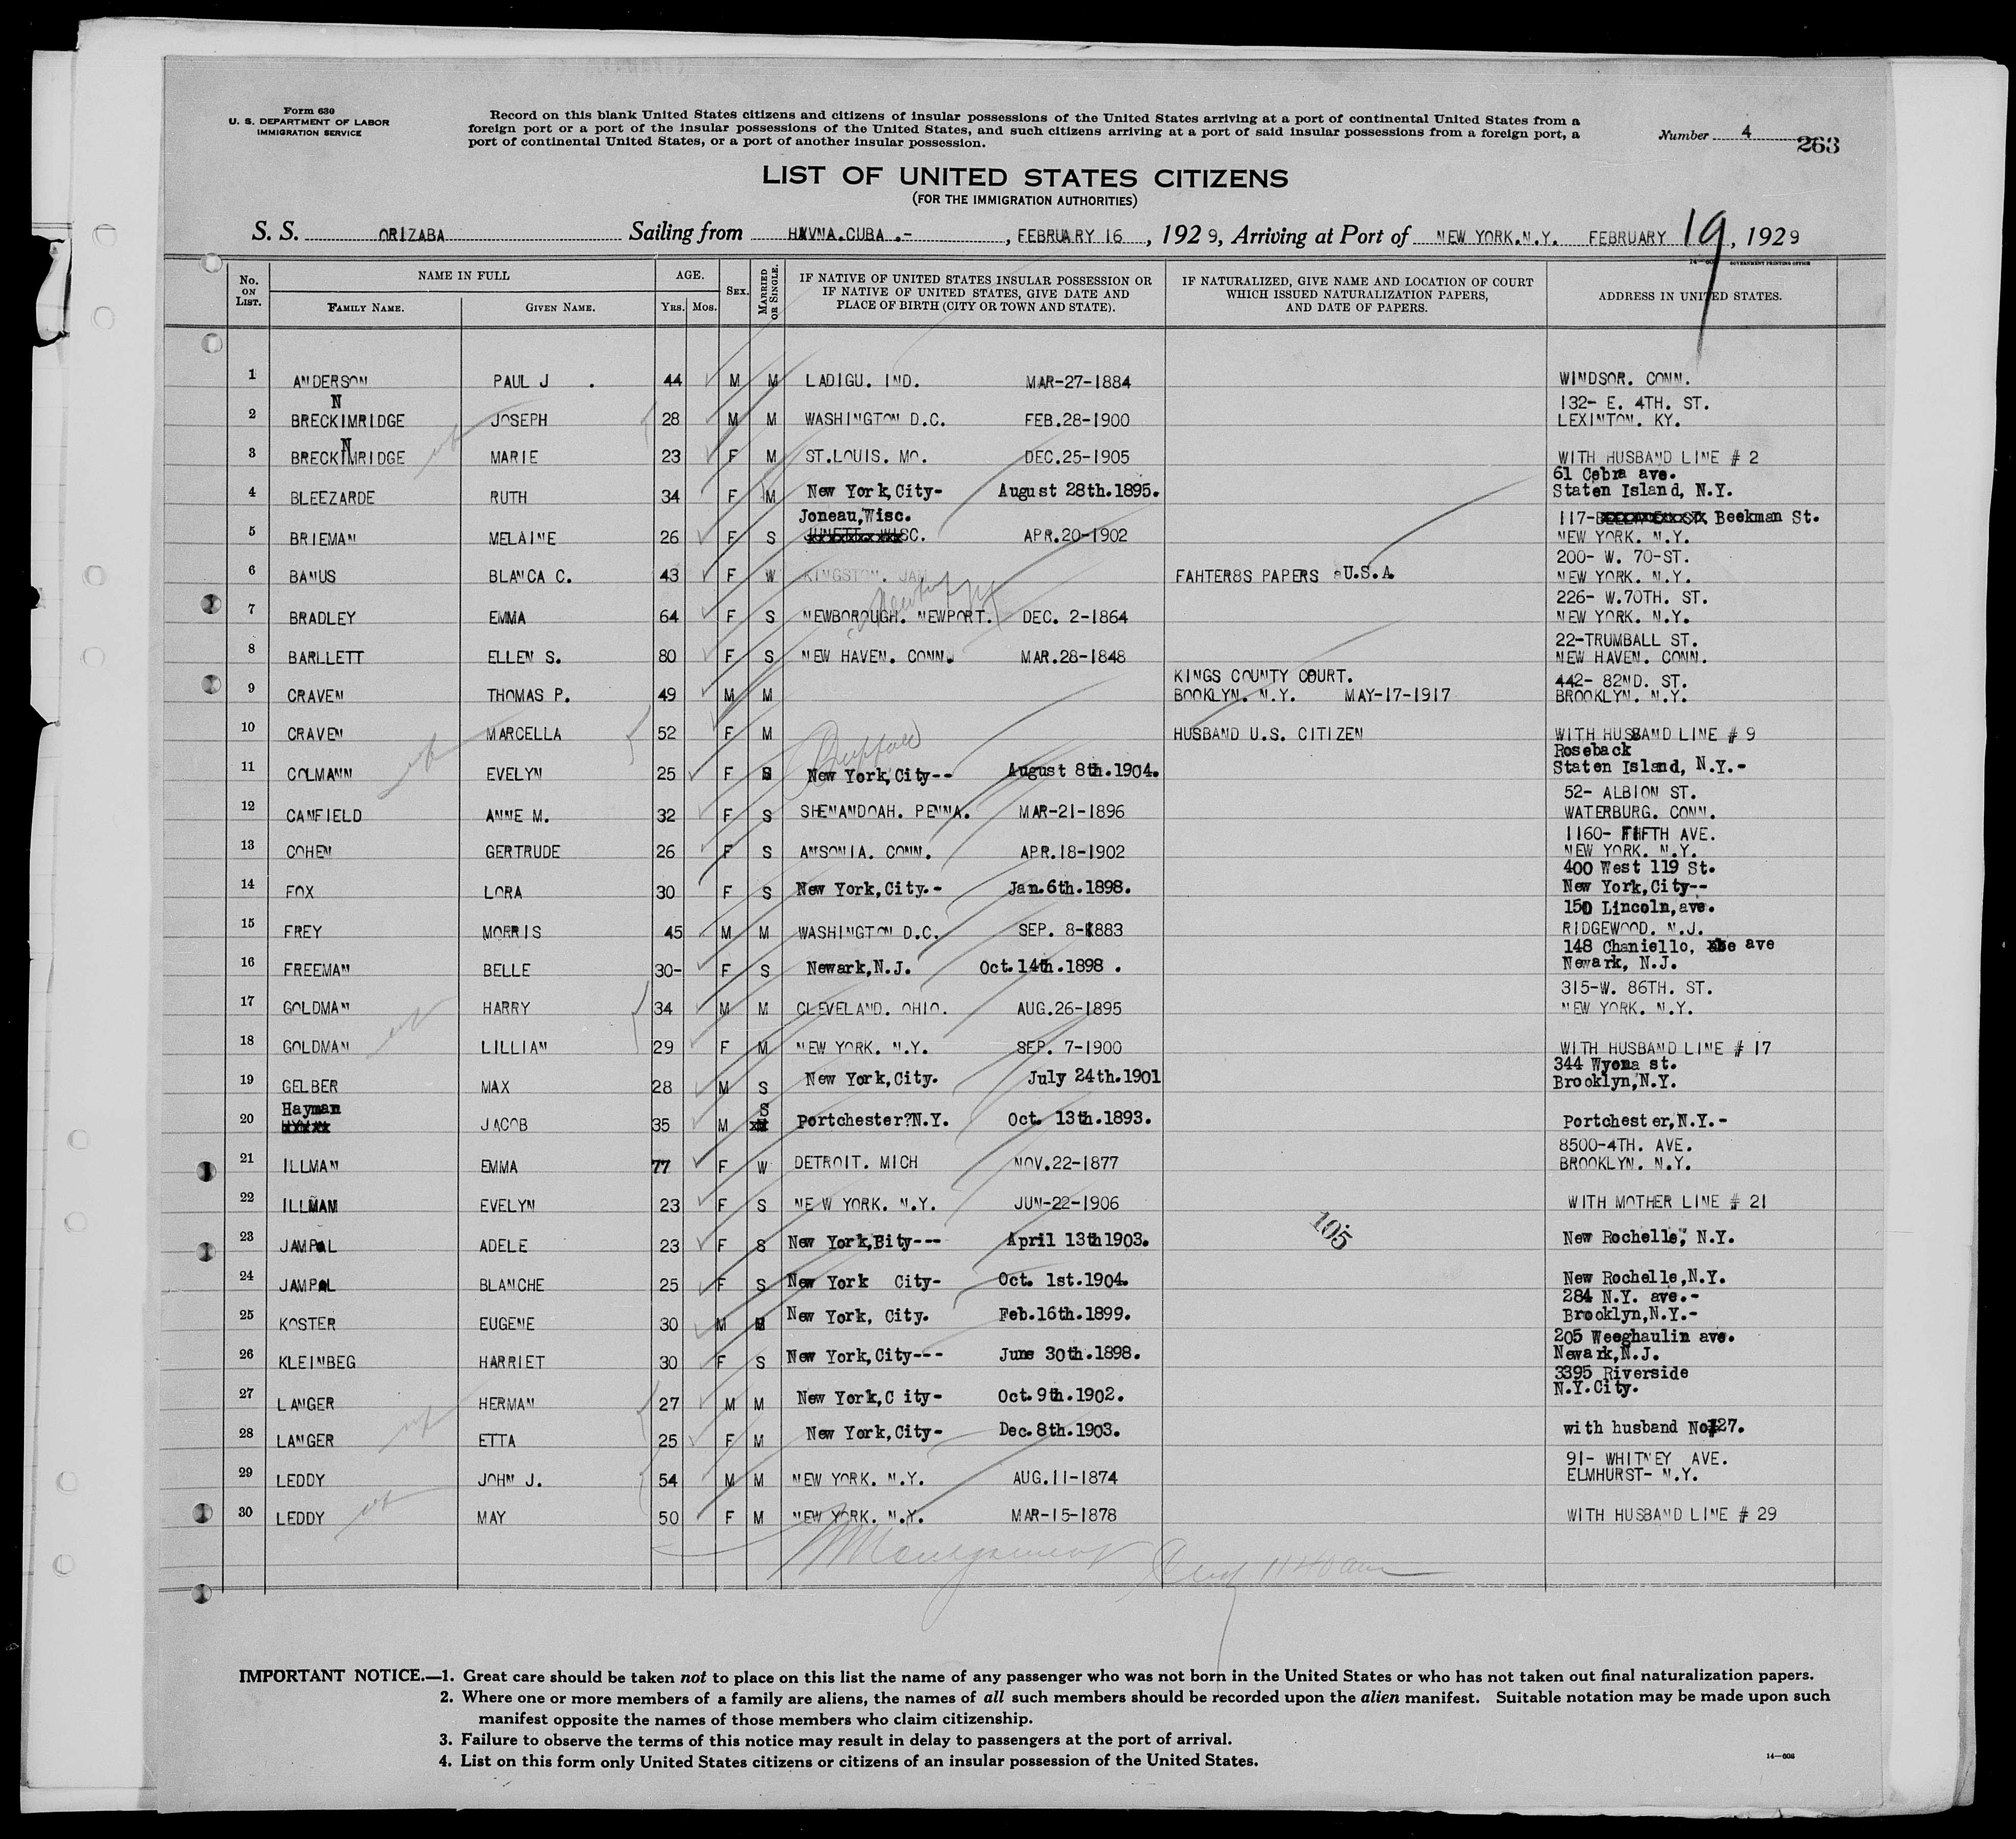 Form 630
U. S. DEPARTMENT OF LABOR
IMMIGRATION SERVICE
Record on this blank United States citizens and citizens of insular possessions of the United States arriving at a port of continental United States from a
foreign port or a port of the insular possessions of the United States, and such citizens arriving at a port of said insular possessions from a foreign port, a
port of continental United States, or a port of another insular possession.
Number 4
263
LIST OF UNITED STATES CITIZENS
(FOR THE IMMIGRATION AUTHORITIES)
S. S. ORIZABA Sailing from HAVNA.CUBA .- , FEBRUARY 16 , 1929, Arriving at Port of NEW YORK.N.Y. FEBRUARY 19, 1929
No. ON LIST. NAME IN FULL AGE. SEX. MARRIED OR SINGLE. IF NATIVE OF UNITED STATES INSULAR POSSESSION OR IF NATIVE OF UNITED STATES, GIVE DATE AND PLACE OF BIRTH (CITY OR TOWN AND STATE). IF NATURALIZED, GIVE NAME AND LOCATION OF COURT WHICH ISSUED NATURALIZATION PAPERS, AND DATE OF PAPERS. ADDRESS IN UNITED STATES.
FAMILY NAME. GIVEN NAME. YRS. MOS.
1 ANDERSON PAUL J . 44 M M LADIGU. IND. MAR-27-1884 WINDSOR. CONN.
N 132- E. 4TH. ST.
2 BRECKIMRIDGE JOSEPH 28 M M WASHINGTON D.C. FEB.28-1900 LEXINTON. KY.
N
3 BRECKIMRIDGE MARIE 23 F M ST.LOUIS. MO. DEC.25-1905 WITH HUSBAND LINE # 2
61 Cebra ave.
4 BLEEZARDE RUTH 34 F M New York,City- August 28th.1895. Staten Island, N.Y.
Joneau,Wisc. 117- Beekman St.
5 BRIEMAN MELAINE 26 F S APR.20-1902 NEW YORK. N.Y.
200- W. 70-ST.
6 BANUS BLANCA C. 43 F W KINGSTON. JAM FAHTER8S PAPERS U.S.A. NEW YORK. N.Y.
226- W.70TH. ST.
7 BRADLEY EMMA 64 F S NEWBOROUGH. NEWPORT. DEC. 2-1864 NEW YORK. N.Y.
22-TRUMBALL ST.
8 BARLLETT ELLEN S. 80 F S NEW HAVEN. CONN. MAR.28-1848 NEW HAVEN. CONN.
KINGS COUNTY COURT. 442- 82ND. ST.
9 CRAVEN THOMAS P. 49 M M BOOKLYN. N.Y. MAY-17-1917 BROOKLYN. N.Y.
10 CRAVEN MARCELLA 52 F M HUSBAND U.S. CITIZEN WITH HUSBAND LINE # 9
Buffalo Roseback
11 COLMANN EVELYN 25 F S New York,City-- August 8th.1904. Staten Island, N.Y.-
52- ALBION ST.
12 CANFIELD ANNE M. 32 F S SHENANDOAH. PENNA. MAR-21-1896 WATERBURG. CONN.
1160- FIFTH AVE.
13 COHEN GERTRUDE 26 F S ANSONIA. CONN. APR.18-1902 NEW YORK. N.Y.
400 West 119 St.
14 FOX LORA 30 F S New York,City.- Jan.6th.1898. New York,City--
150 Lincoln,ave.
15 FREY MORRIS 45 M M WASHINGTON D.C. SEP. 8-1883 RIDGEWOOD. N.J.
148 Chaniello, ave
16 FREEMAN BELLE 30- F S Newark,N.J. Oct.14th.1898 . Newark, N.J.
315-W. 86TH. ST.
17 GOLDMAN HARRY 34 M M CLEVELAND. OHIO. AUG.26-1895 NEW YORK. N.Y.
18 GOLDMAN LILLIAN 29 F M NEW YORK. N.Y. SEP. 7-1900 WITH HUSBAND LINE # 17
344 Wyona st.
19 GELBER MAX 28 M S New York,City. July 24th.1901 Brooklyn,N.Y.
Hayman S
20 JACOB 35 M Portchester?N.Y. Oct. 13th.1893. Portchester,N.Y.-
8500-4TH. AVE.
21 ILLMAN EMMA 77 F W DETROIT. MICH NOV.22-1877 BROOKLYN. N.Y.
22 ILLMAN EVELYN 23 F S NEW YORK. N.Y. JUN-22-1906 WITH MOTHER LINE # 21
105
23 JAMPOL ADELE 23 F S New York,Bity--- April 13th1903. New Rochelle, N.Y.
24 JAMPOL BLANCHE 25 F S New York City- Oct. 1st.1904. New Rochelle,N.Y.
284 N.Y. ave.-
25 KOSTER EUGENE 30 M New York, City. Feb.16th.1899. Brooklyn,N.Y.-
205 Weeghaulin ave.
26 KLEINBEG HARRIET 30 F S New York,City--- June 30th.1898. Newark,N.J.
3395 Riverside
27 LANGER HERMAN 27 M M New York,C ity- Oct.9th.1902. N.Y.City.
28 LANGER ETTA 25 F M New York,City- Dec.8th.1903. with husband No#27.
91- WHITNEY AVE.
29 LEDDY JOHN J. 54 M M NEW YORK. N.Y. AUG.11-1874 ELMHURST- N.Y.
30 LEDDY MAY 50 F M NEW YORK. N.Y. MAR-15-1878 WITH HUSBAND LINE # 29
IMPORTANT NOTICE.—1. Great care should be taken not to place on this list the name of any passenger who was not born in the United States or who has not taken out final naturalization papers.
2. Where one or more members of a family are aliens, the names of all such members should be recorded upon the alien manifest. Suitable notation may be made upon such
manifest opposite the names of those members who claim citizenship.
3. Failure to observe the terms of this notice may result in delay to passengers at the port of arrival.
4. List on this form only United States citizens or citizens of an insular possession of the United States.
14—608